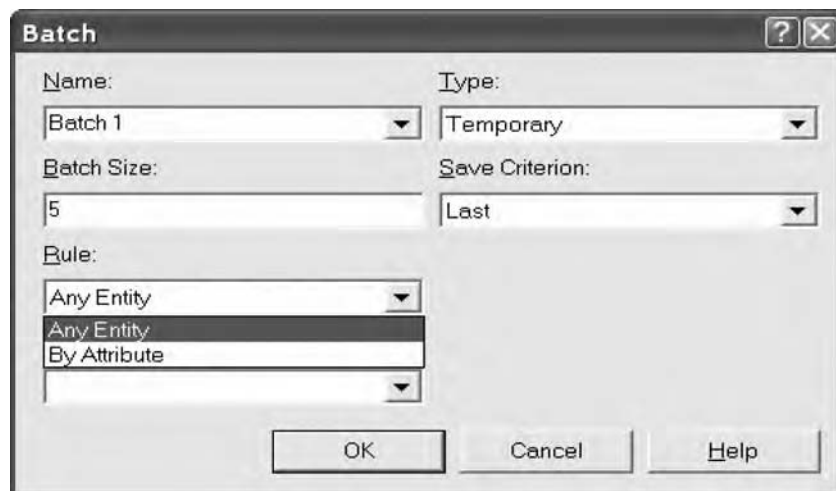 Batch
Name: Type:
Batch 1 Temporary
Batch Size: Save Criterion:
5 Last
Rule:
Any Entity
Any Entity
By Attribute
OK Cancel Help